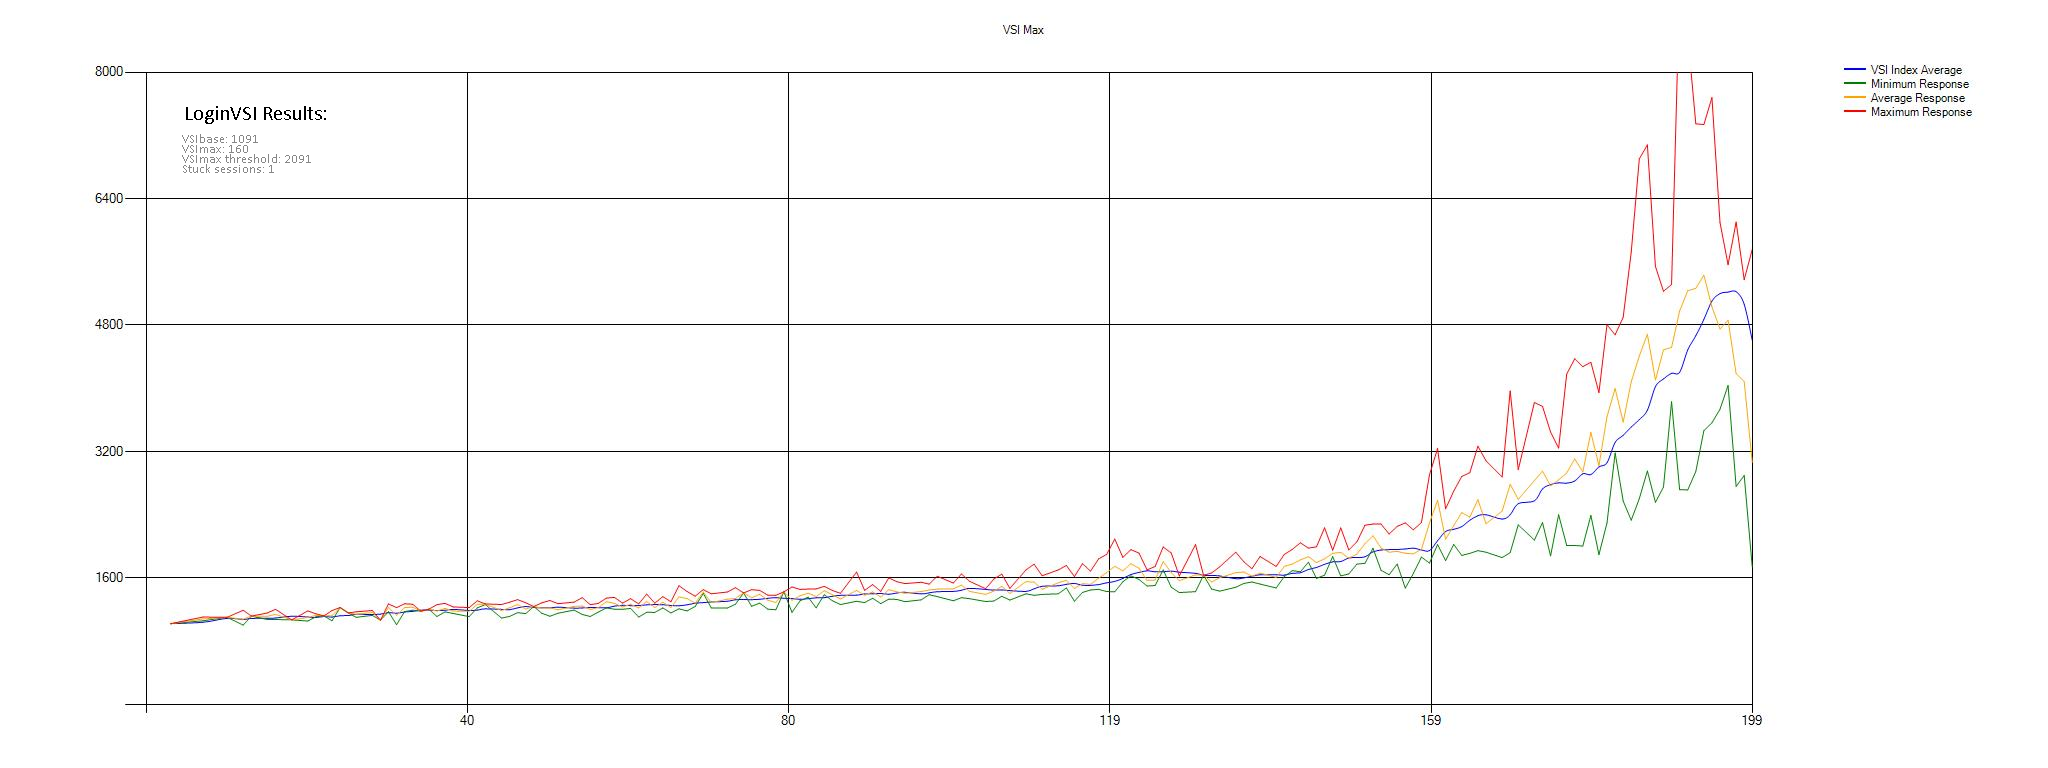 VSI Max
8000
6400
4800
3200
1600
LoginVSI Results:
VSIbase: 1091
VSImax: 160
VSImax threshold: 2091
Stuck sessions: 1
VSI Index Average
Minimum Response
Average Response
Maximum Response
40
80
119
159
199